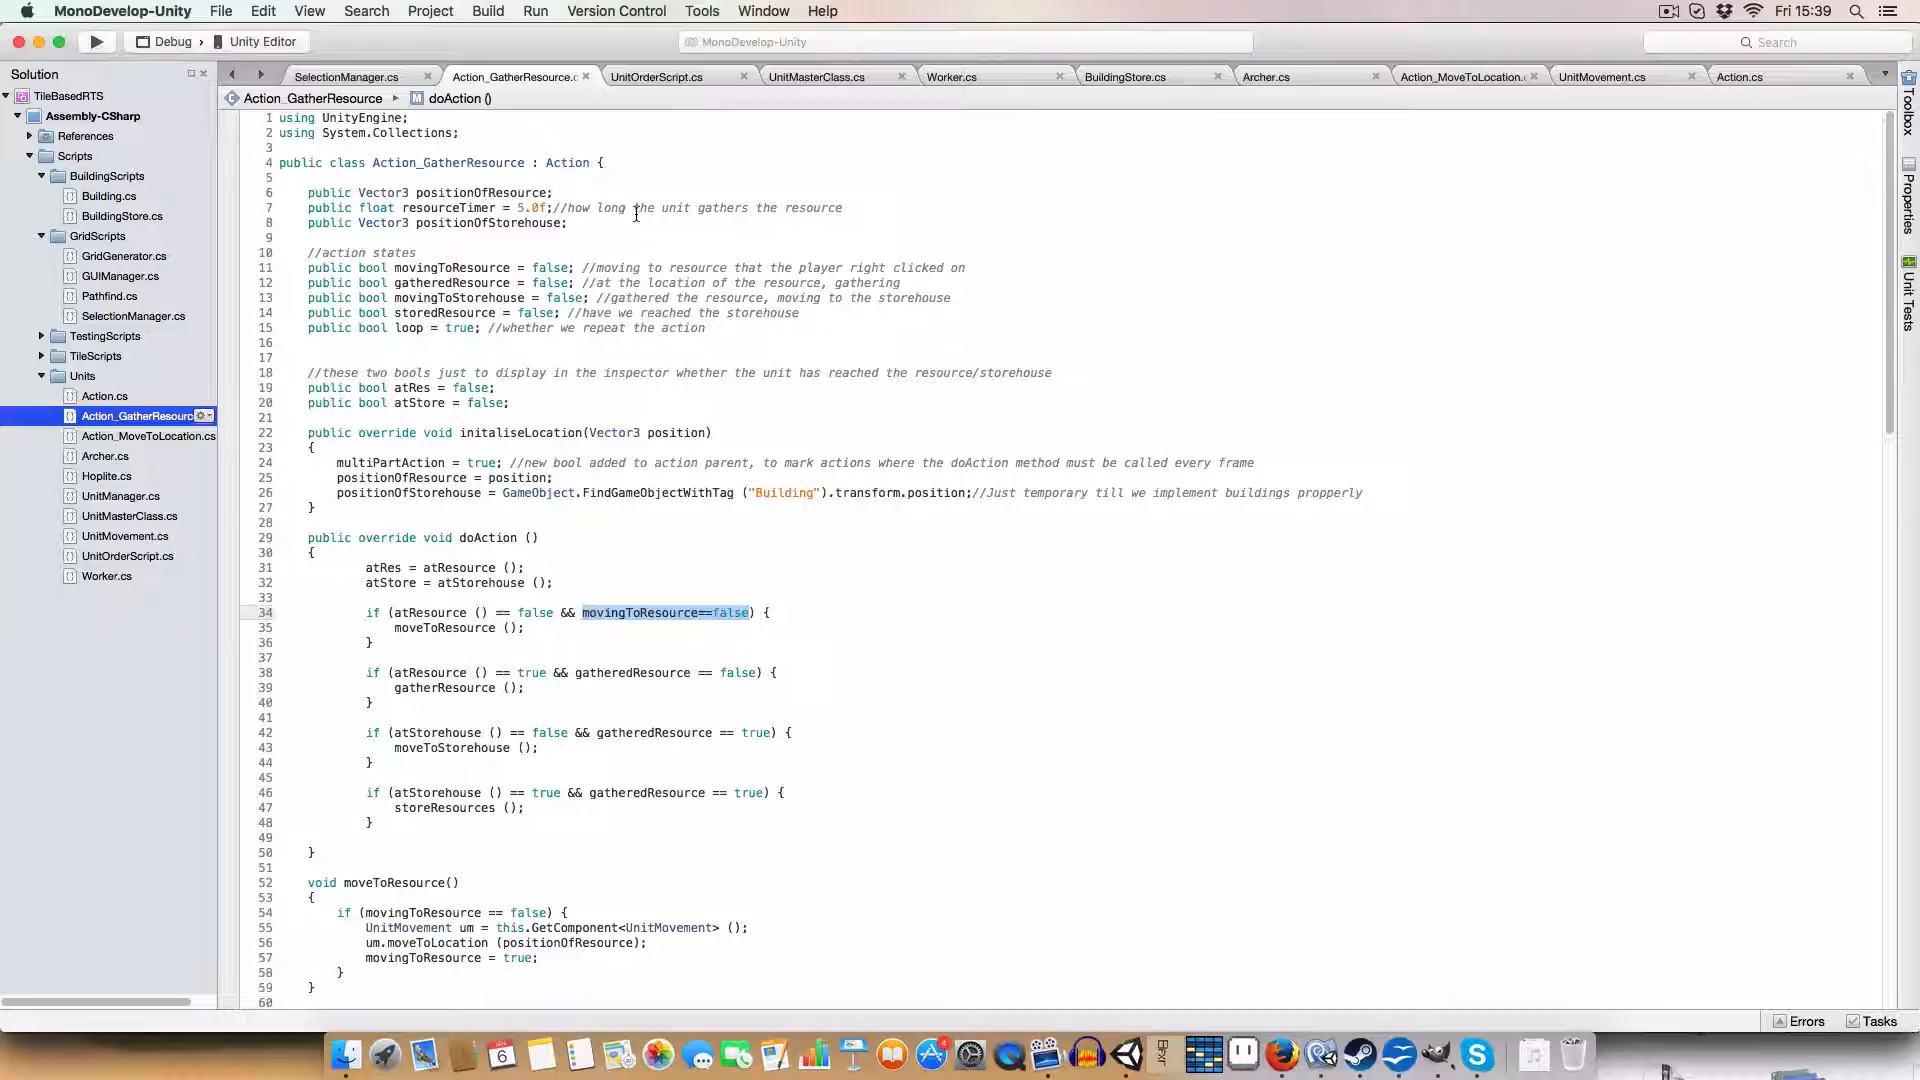 MonoDevelop-Unity File Edit View Search Project Build Run Version Control Tools Window Help Fri 15:39
Debug › Unity Editor MonoDevelop-Unity Search
Solution
TileBasedRTS
Assembly-CSharp
References
Scripts
BuildingScripts
Building.cs
BuildingStore.cs
GridScripts
GridGenerator.cs
GUIManager.cs
Pathfind.cs
SelectionManager.cs
TestingScripts
TileScripts
Units
Action.cs
Action_GatherResourc
Action_MoveToLocation.cs
Archer.cs
Hoplite.cs
UnitManager.cs
UnitMasterClass.cs
UnitMovement.cs
UnitOrderScript.cs
Worker.cs
SelectionManager.cs Action_GatherResource.c UnitOrderScript.cs UnitMasterClass.cs Worker.cs BuildingStore.cs Archer.cs Action_MoveToLocation. UnitMovement.cs Action.cs
Action_GatherResource ▸ M doAction ()
1 using UnityEngine;
2 using System.Collections;
3
4 public class Action_GatherResource : Action {
5
6 public Vector3 positionOfResource;
7 public float resourceTimer = 5.0f;//how long the unit gathers the resource
8 public Vector3 positionOfStorehouse;
9
10 //action states
11 public bool movingToResource = false; //moving to resource that the player right clicked on
12 public bool gatheredResource = false; //at the location of the resource, gathering
13 public bool movingToStorehouse = false; //gathered the resource, moving to the storehouse
14 public bool storedResource = false; //have we reached the storehouse
15 public bool loop = true; //whether we repeat the action
16
17
18 //these two bools just to display in the inspector whether the unit has reached the resource/storehouse
19 public bool atRes = false;
20 public bool atStore = false;
21
22 public override void initaliseLocation(Vector3 position)
23 {
24 multiPartAction = true; //new bool added to action parent, to mark actions where the doAction method must be called every frame
25 positionOfResource = position;
26 positionOfStorehouse = GameObject.FindGameObjectWithTag ("Building").transform.position;//Just temporary till we implement buildings propperly
27 }
28
29 public override void doAction ()
30 {
31 atRes = atResource ();
32 atStore = atStorehouse ();
33
34 if (atResource () == false && movingToResource==false) {
35 moveToResource ();
36 }
37
38 if (atResource () == true && gatheredResource == false) {
39 gatherResource ();
40 }
41
42 if (atStorehouse () == false && gatheredResource == true) {
43 moveToStorehouse ();
44 }
45
46 if (atStorehouse () == true && gatheredResource == true) {
47 storeResources ();
48 }
49
50 }
51
52 void moveToResource()
53 {
54 if (movingToResource == false) {
55 UnitMovement um = this.GetComponent<UnitMovement> ();
56 um.moveToLocation (positionOfResource);
57 movingToResource = true;
58 }
59 }
60
Toolbox
Properties
Unit Tests
Errors Tasks